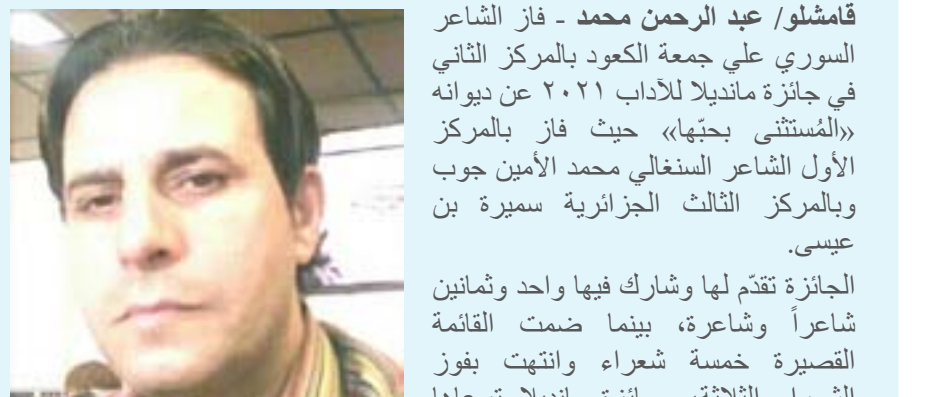 قامشلو/ عبد الرحمن محمد - فاز الشاعر
السوري علي جمعة الكعود بالمركز الثاني
في جائزة مانديلا للآداب ٢٠٢١ عن ديوانه
«المُستثنى بحبّها» حيث فاز بالمركز
الأول الشاعر السنغالي محمد الأمين جوب
وبالمركز الثالث الجزائرية سميرة بن
عيسى.
الجائزة تقدّم لها وشارك فيها واحد وثمانين
شاعراً وشاعرة، بينما ضمت القائمة
القصيرة خمسة شعراء وانتهت بفوز